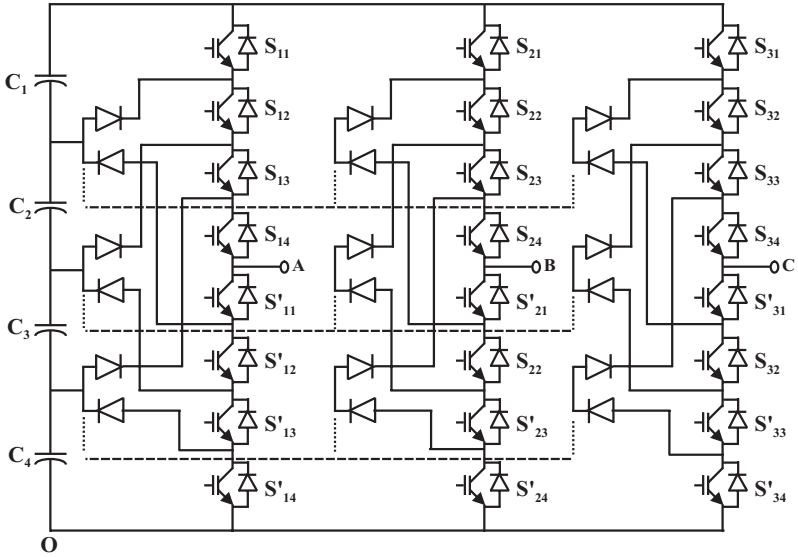 S11 S21 S31
C1
S12 S22 S32
S13 S23 S33
C2
S14 S24 S34
A B C
S'11 S'21 S'31
C3
S'12 S22 S32
S'13 S'23 S'33
C4
S'14 S'24 S'34
O